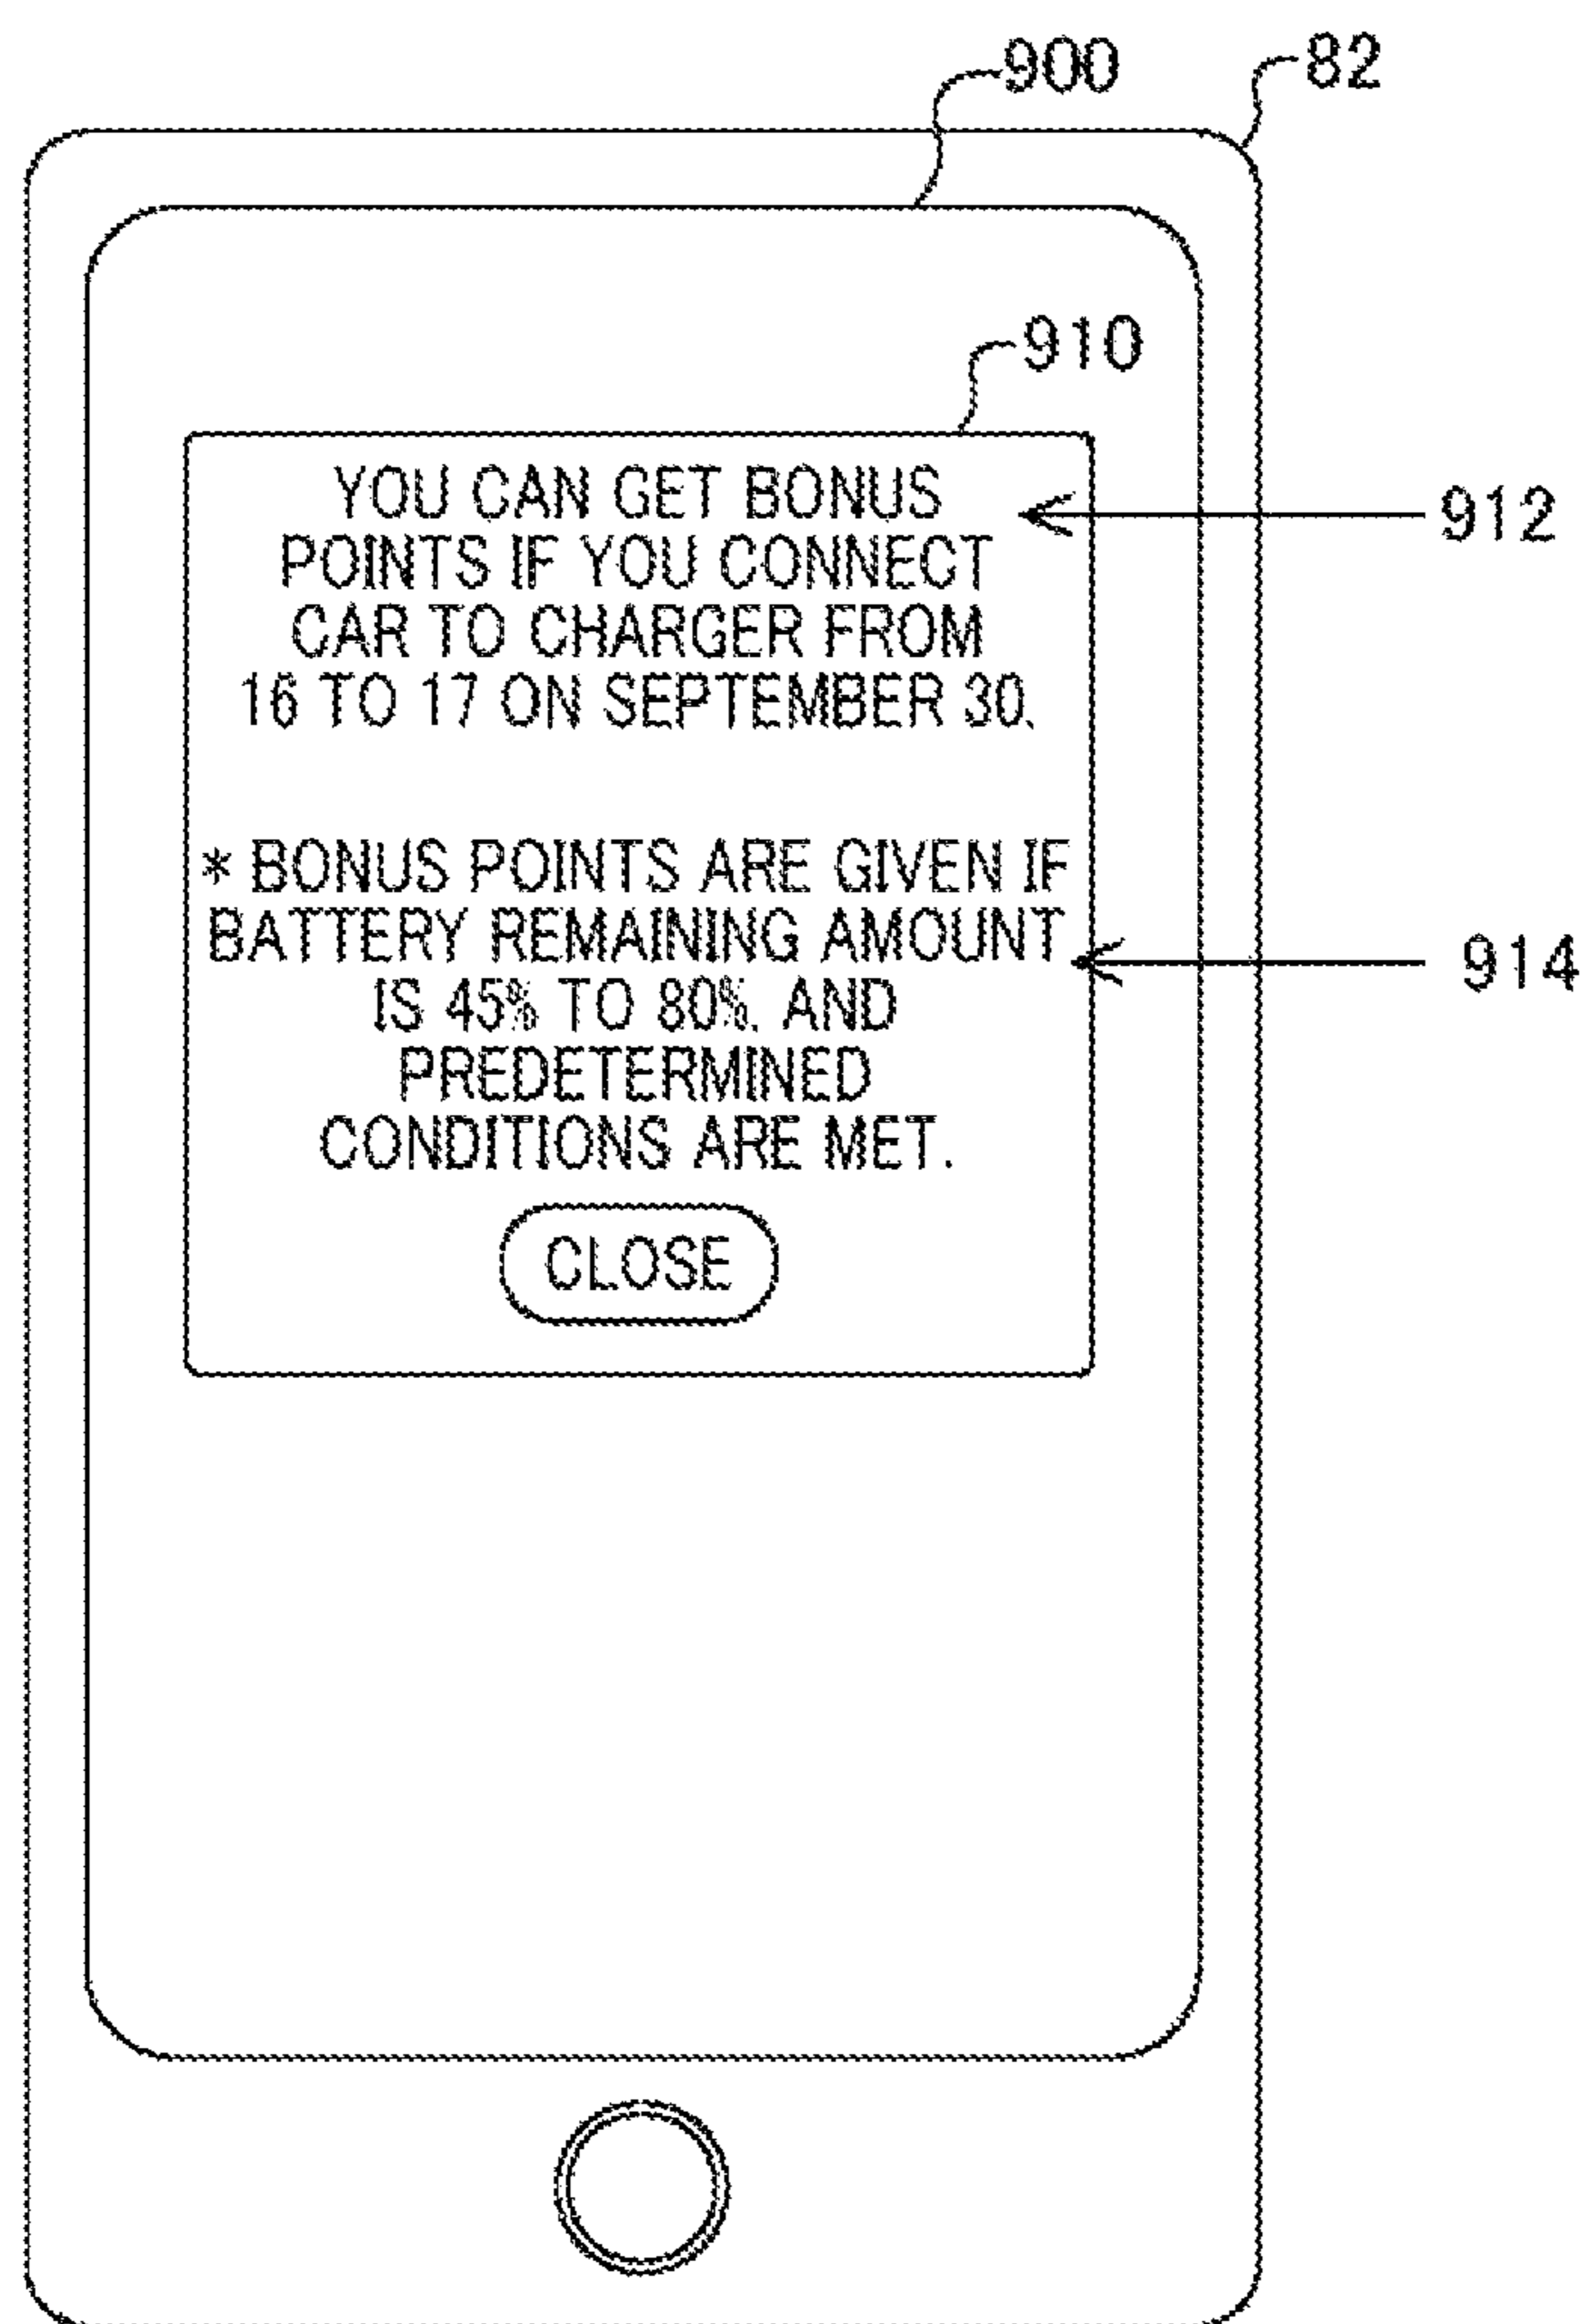 900
82
910
YOU CAN GET BONUS
912
POINTS IF YOU CONNECT
CAR TO CHARGER FROM
16 TO 17 ON SEPTEMBER 30.
* BONUS POINTS ARE GIVEN IF
BATTERY REMAINING AMOUNT
914
IS 45% TO 80%. AND
PREDETERMINED
CONDITIONS ARE MET.
CLOSE